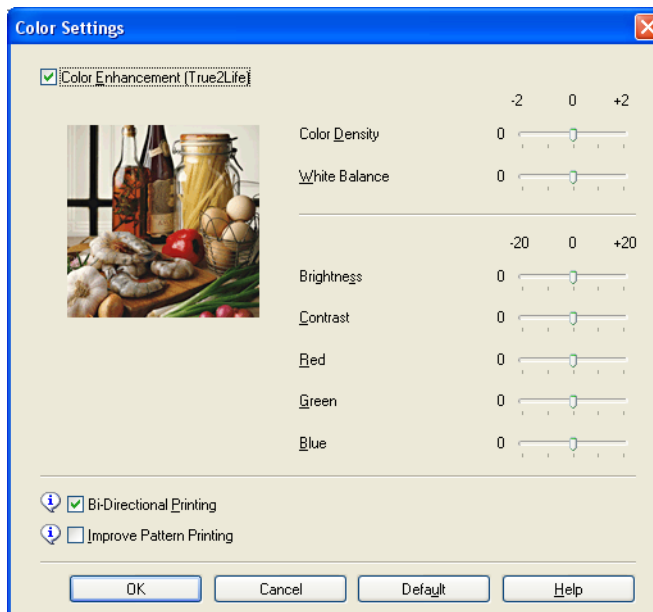 Color Settings
Color Enhancement (True2Life)
-2 0 +2
Color Density 0
White Balance 0
-20 0 +20
Brightness 0
Contrast 0
Red 0
Green 0
Blue 0
Bi-Directional Printing
Improve Pattern Printing
OK Cancel Default Help